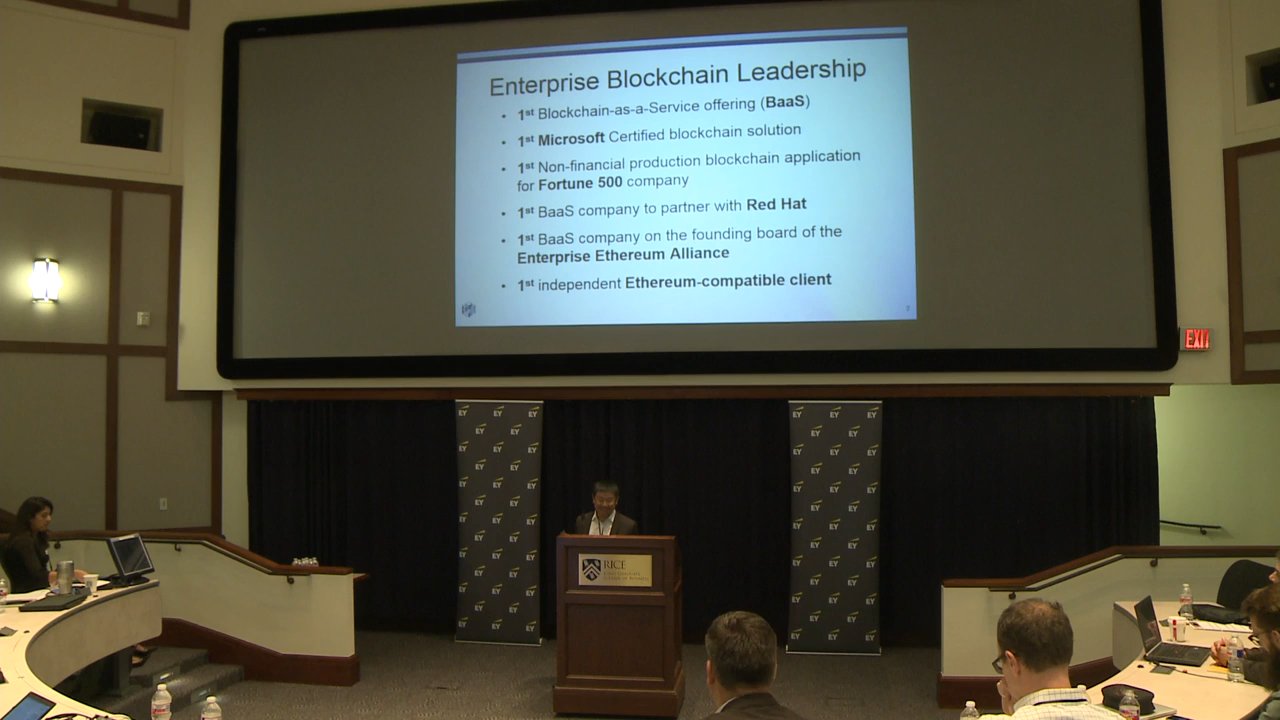 Enterprise Blockchain Leadership
• 1st Blockchain-as-a-Service offering (BaaS)
• 1st Microsoft Certified blockchain solution
• 1st Non-financial production blockchain application
for Fortune 500 company
• 1st BaaS company to partner with Red Hat
• 1st BaaS company on the founding board of the
Enterprise Ethereum Alliance
• 1st independent Ethereum-compatible client
7
EXIT
EY
RICE